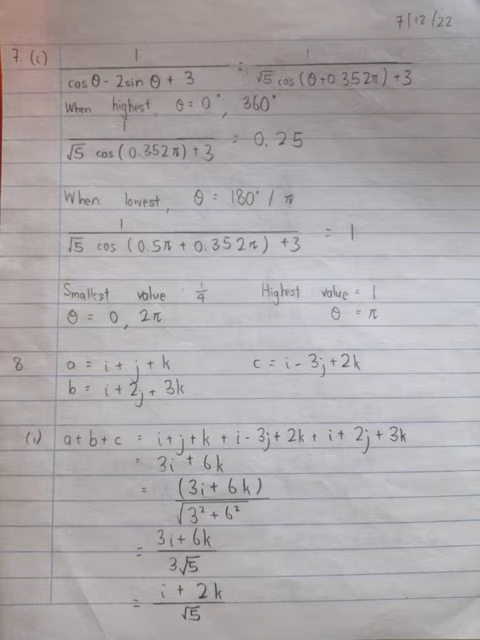 7/12/22
7. (c) 1/(cosθ - 2sinθ + 3) = 1/(√5 cos(θ+0.352π)+3)
When highest, θ=0°, 360°
1/(√5 cos(0.352π)+3) = 0.25
When lowest, θ = 180° / π
1/(√5 cos (0.5π + 0.352π) +3) = 1
Smallest value : 1/4 Highest value = 1
θ = 0, 2π θ = π
8. a = i + j + k c = i - 3j + 2k
b = i + 2j + 3k
(i) a+b+c = i+j+k + i-3j+2k + i+2j+3k
= 3i + 6k
= (3i + 6k)/√(3² + 6²)
= (3i + 6k)/(3√5)
= (i + 2k)/√5